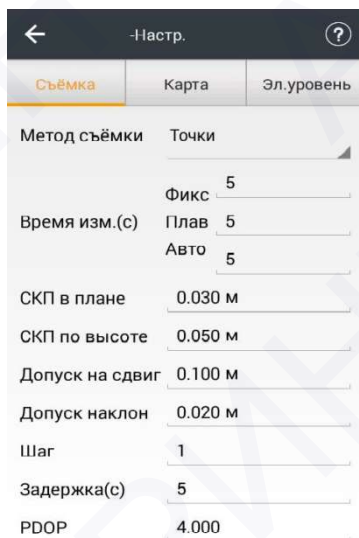 -Настр.
?
Съёмка Карта Эл.уровень
Метод съёмки Точки
Фикс 5
Время изм.(с) Плав 5
Авто 5
СКП в плане 0.030 м
СКП по высоте 0.050 м
Допуск на сдвиг 0.100 м
Допуск наклон 0.020 м
Шаг 1
Задержка(с) 5
PDOP 4.000